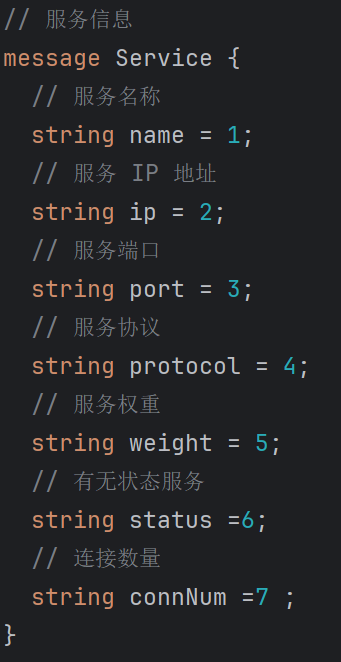 // 服务信息
message Service {
  // 服务名称
  string name = 1;
  // 服务 IP 地址
  string ip = 2;
  // 服务端口
  string port = 3;
  // 服务协议
  string protocol = 4;
  // 服务权重
  string weight = 5;
  // 有无状态服务
  string status =6;
  // 连接数量
  string connNum =7 ;
}